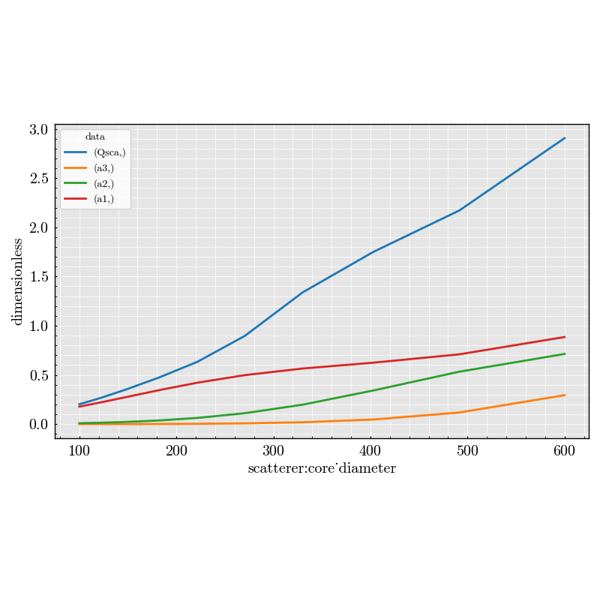 data
(Qsca,)
(a3,)
(a2,)
(a1,)
dimensionless
3.0
2.5
2.0
1.5
1.0
0.5
0.0
100 200 300 400 500 600
scatterer:core˙diameter